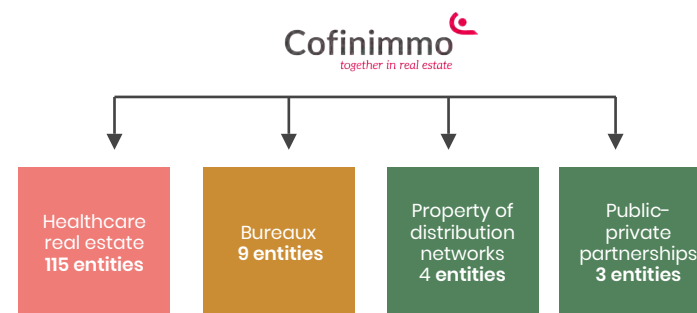 Cofinimmo
together in real estate
Healthcare
real estate
115 entities
Bureaux
9 entities
Property of
distribution
networks
4 entities
Public-
private
partnerships
3 entities